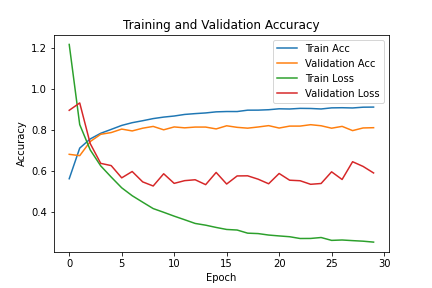 Training and Validation Accuracy
Train Acc
Validation Acc
Train Loss
Validation Loss
Accuracy
1.2
1.0
0.8
0.6
0.4
0 5 10 15 20 25 30
Epoch